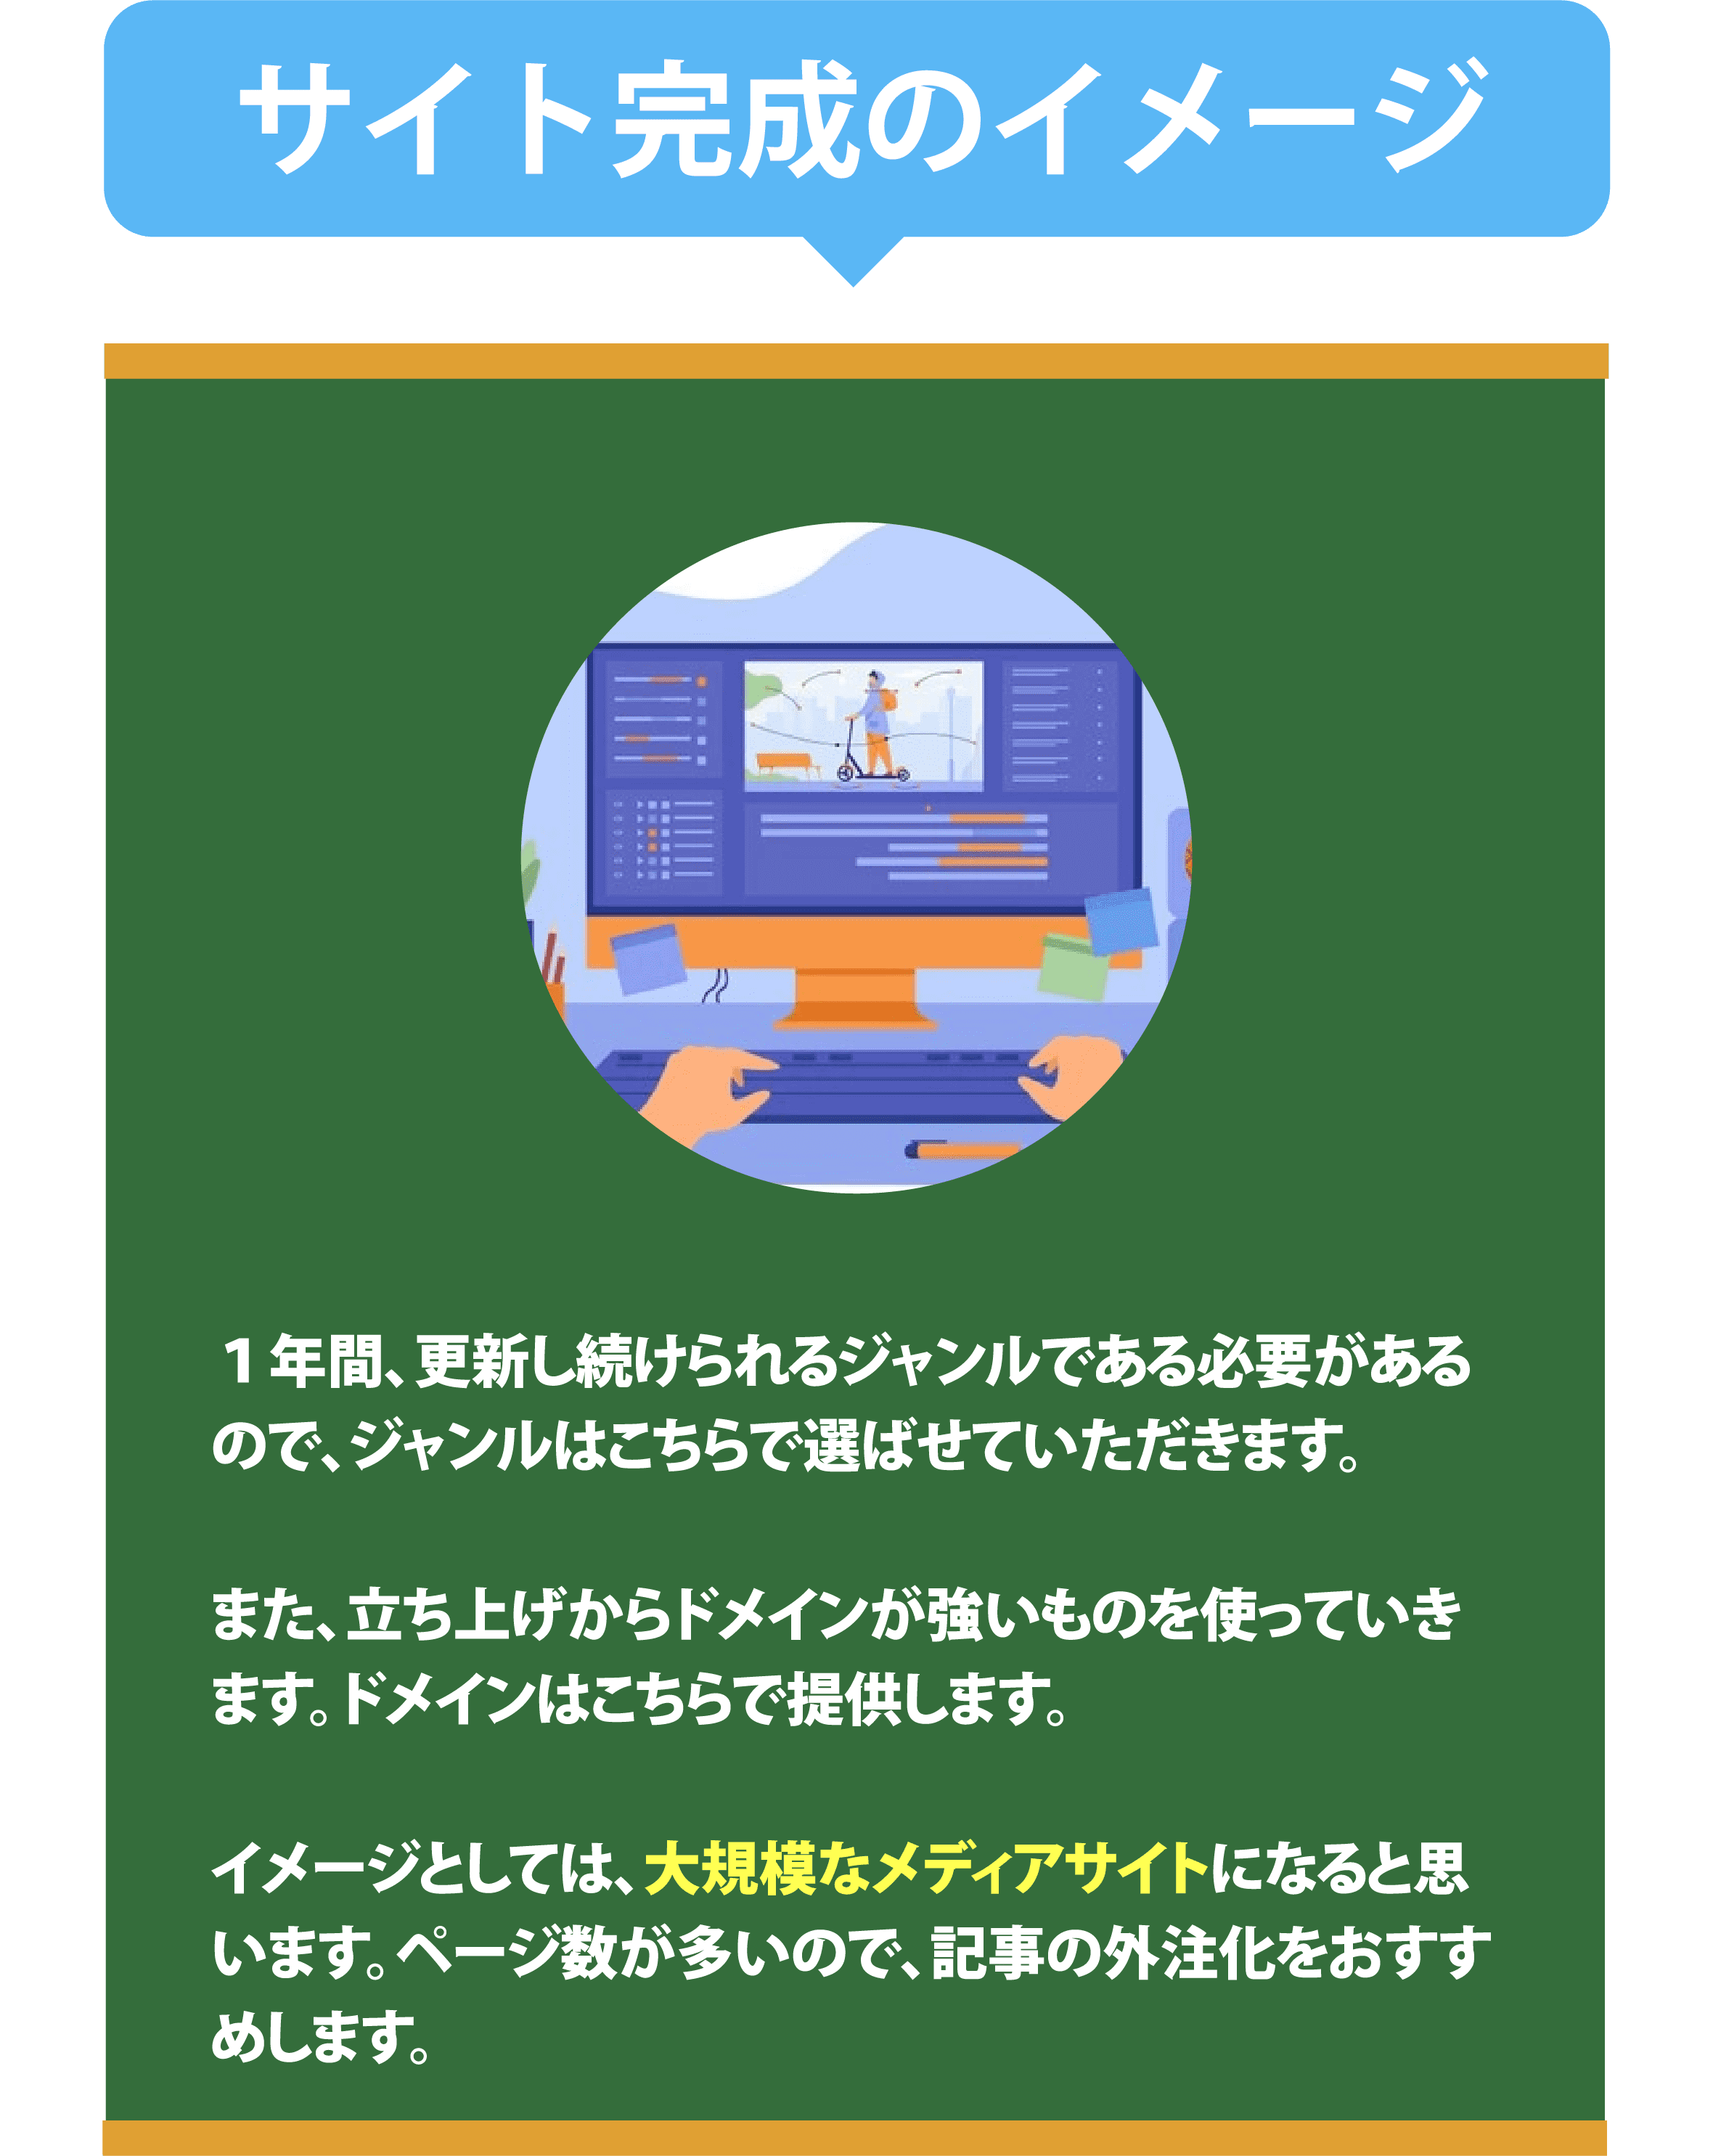 サイト完成のイメージ
１年間、更新し続けられるジャンルである必要がある
ので、ジャンルはこちらで選ばせていただきます。
また、立ち上げからドメインが強いものを使っていき
ます。ドメインはこちらで提供します。
イメージとしては、大規模なメディアサイトになると思
います。ページ数が多いので、記事の外注化をおすす
めします。